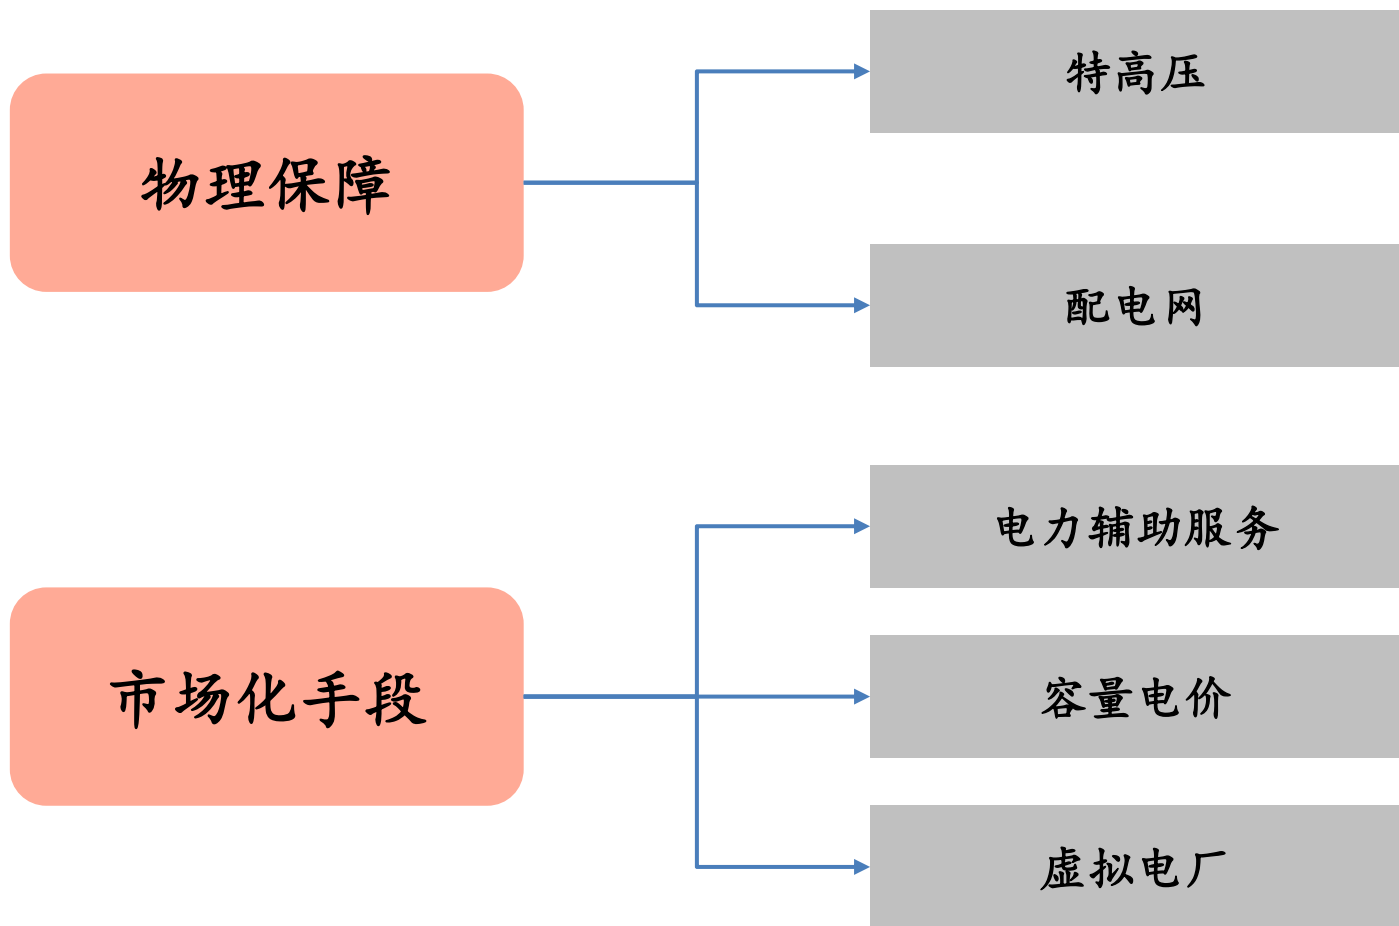 物理保障
特高压
配电网
市场化手段
电力辅助服务
容量电价
虚拟电厂